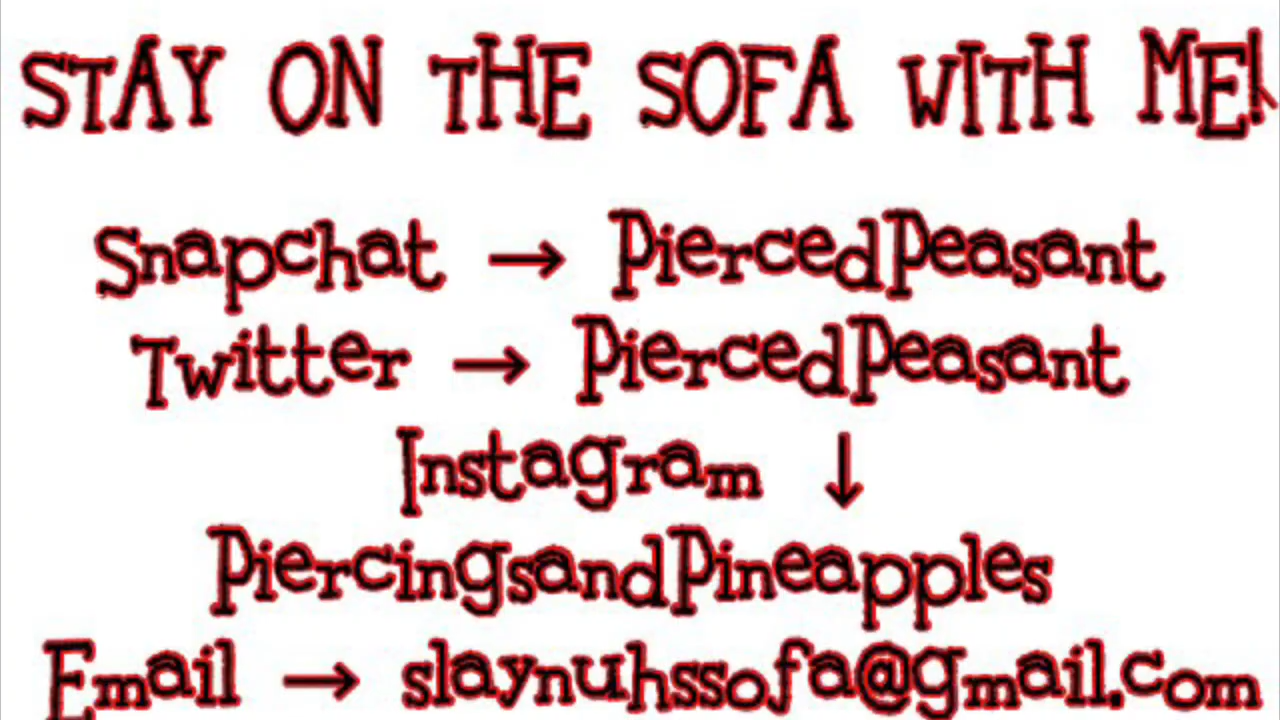 STAY ON THE SOFA WITH ME!
Snapchat → PiercedPeasant
Twitter → PiercedPeasant
Instagram ↓
PiercingsandPineapples
Email → slaynuhssofa@gmail.com